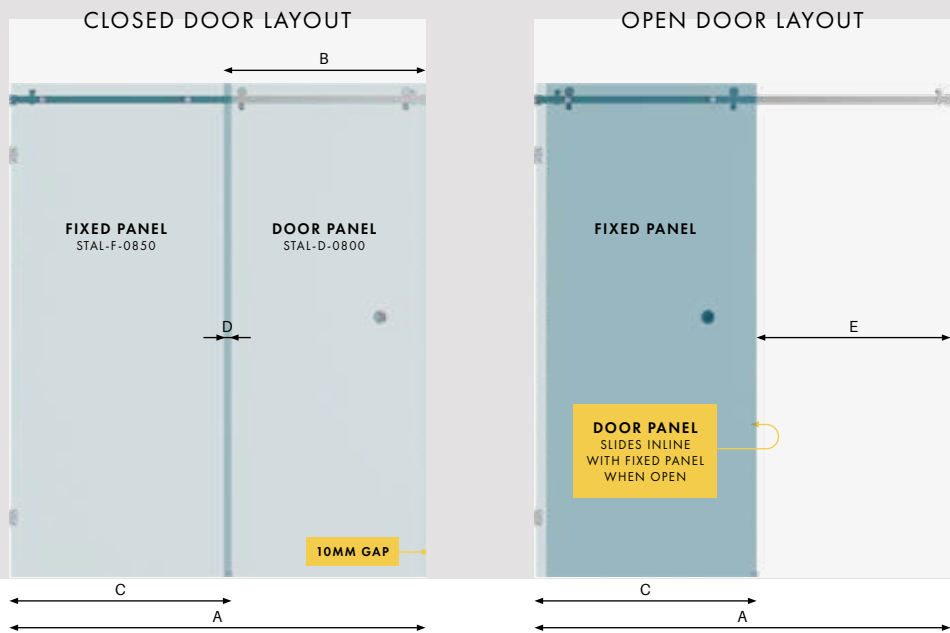 CLOSED DOOR LAYOUT
B
FIXED PANEL
STAL-F-0850
DOOR PANEL
STAL-D-0800
D
10MM GAP
C
A
OPEN DOOR LAYOUT
FIXED PANEL
E
DOOR PANEL
SLIDES INLINE
WITH FIXED PANEL
WHEN OPEN
C
A